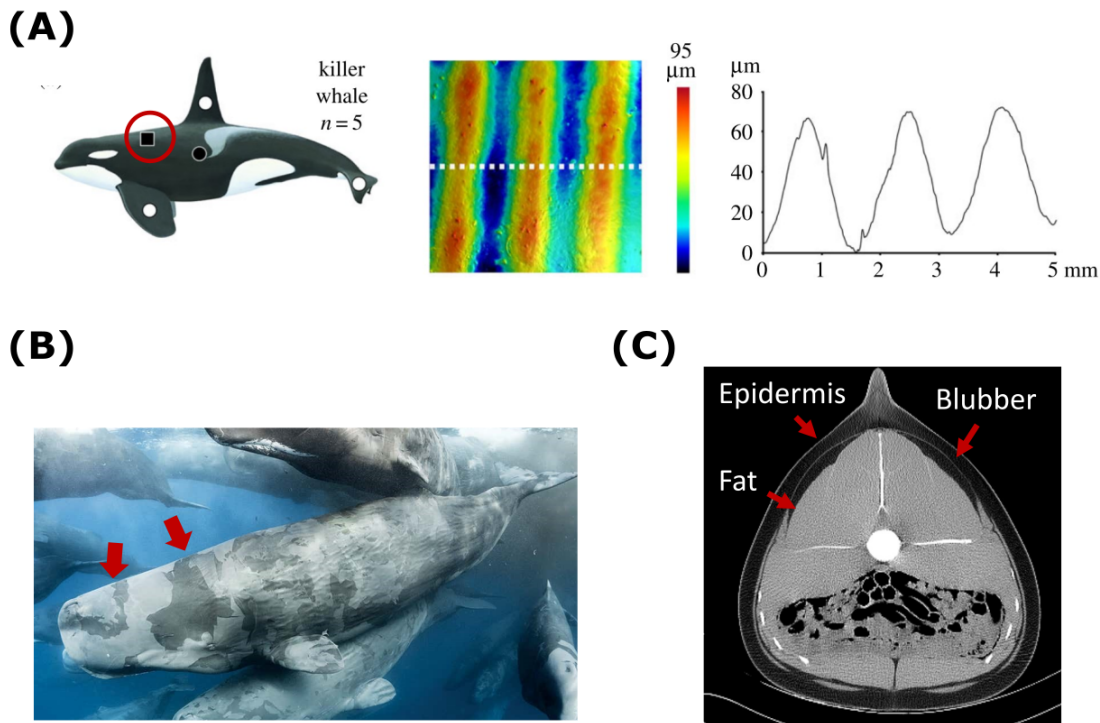 (A)
killer
whale
n = 5
95
μm
μm
80
60
40
20
0
0 1 2 3 4 5 mm
(B)
(C)
Epidermis
Blubber
Fat